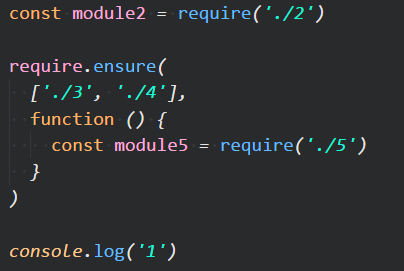 const module2 = require('./2')

require.ensure(
  ['./3', './4'],
  function () {
    const module5 = require('./5')
  }
)

console.log('1')